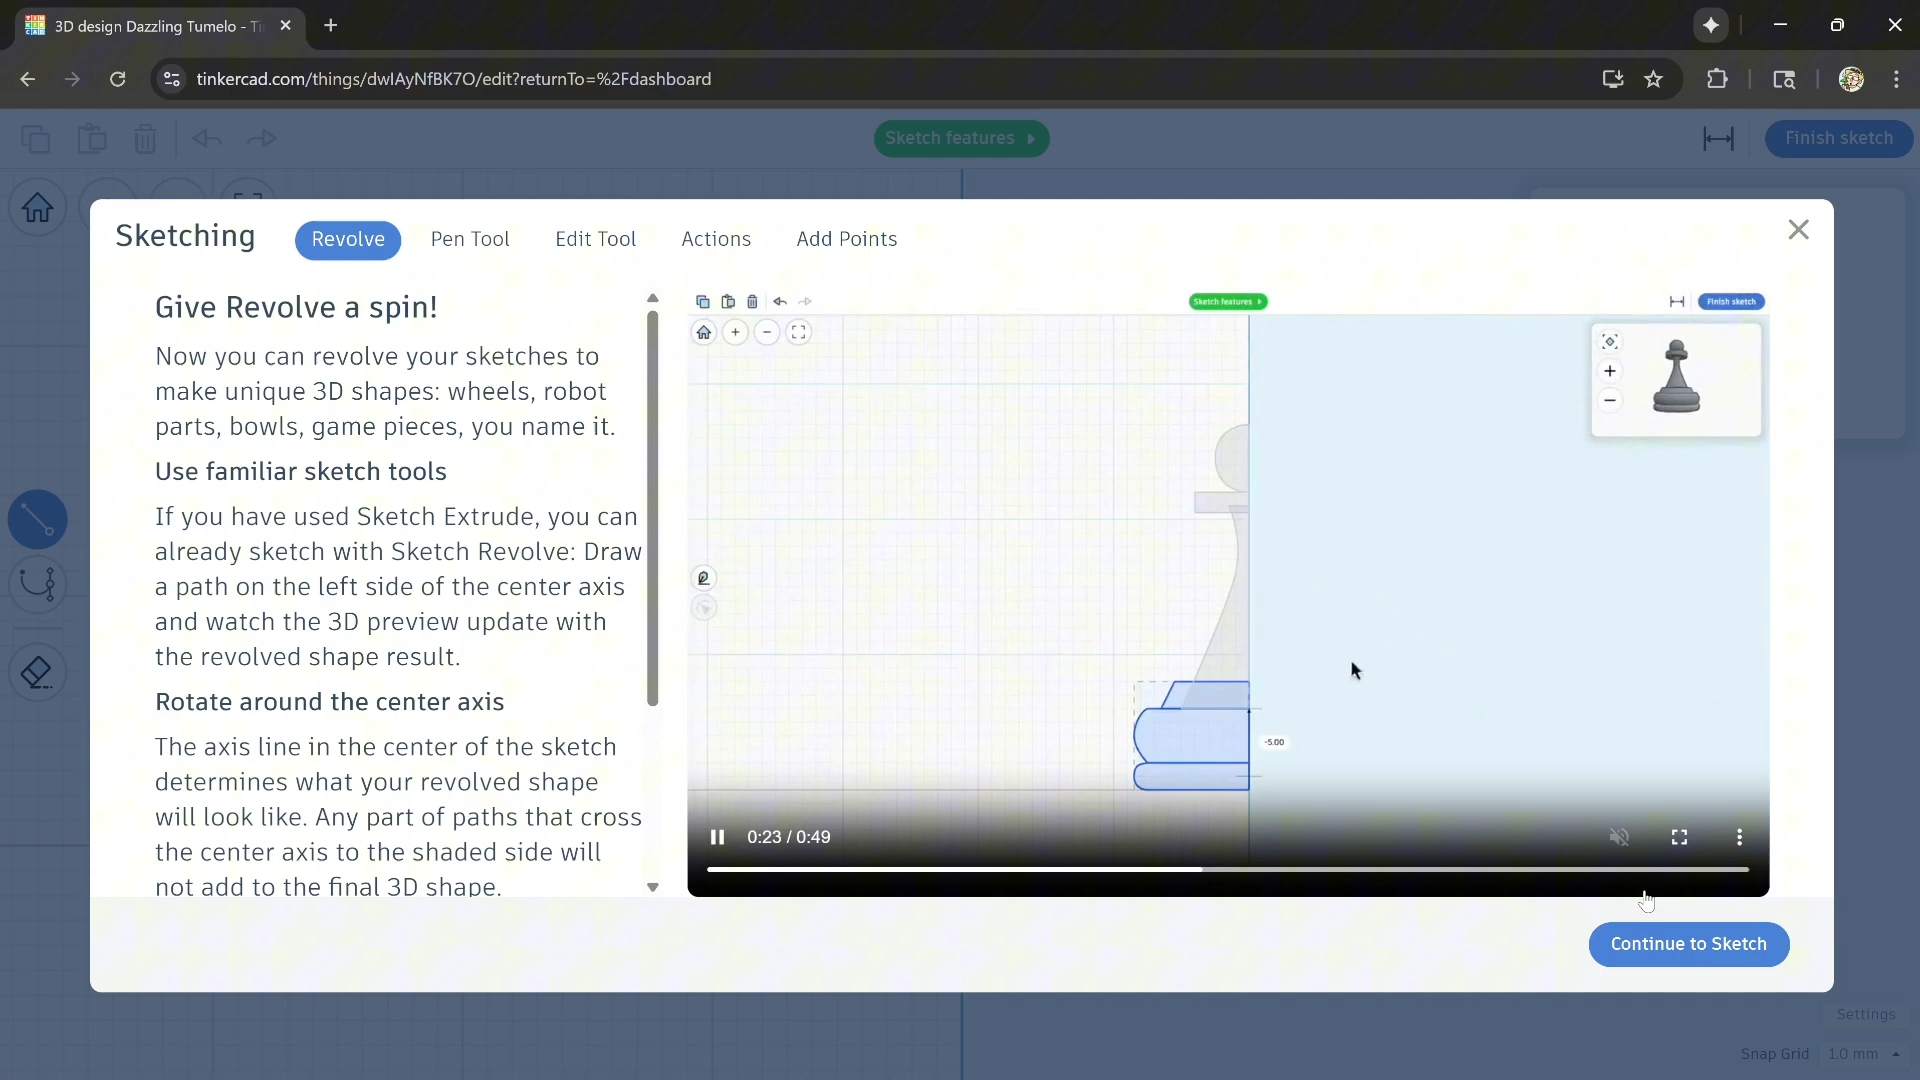 3D design Dazzling Tumelo - Ti
tinkercad.com/things/dwlAyNfBK7O/edit?returnTo=%2Fdashboard
Sketch features
Finish sketch
Sketching
Revolve
Pen Tool
Edit Tool
Actions
Add Points
Give Revolve a spin!
Now you can revolve your sketches to
make unique 3D shapes: wheels, robot
parts, bowls, game pieces, you name it.
Use familiar sketch tools
If you have used Sketch Extrude, you can
already sketch with Sketch Revolve: Draw
a path on the left side of the center axis
and watch the 3D preview update with
the revolved shape result.
Rotate around the center axis
The axis line in the center of the sketch
determines what your revolved shape
will look like. Any part of paths that cross
the center axis to the shaded side will
not add to the final 3D shape.
Sketch features
Finish sketch
-5.00
0:23 / 0:49
Continue to Sketch
Settings
Snap Grid 1.0 mm